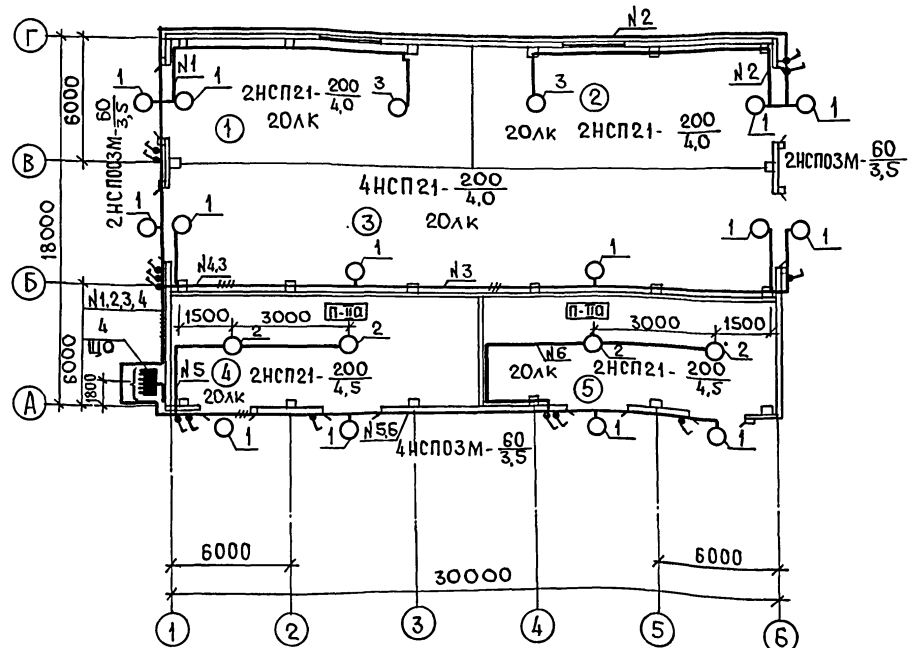 Г
N2
6000
N1
1
1
2НСП21- 200/4,0
20лк
3
1
3
2
20лк
2НСП21- 200/4,0
N2
1
1
2НСП003М- 60/3,5
В
2НСП03М- 60/3,5
18000
4НСП21- 200/4,0
20лк
3
1
1
1
1
1
1
Б
N4,3
N3
N1,2,3,4
4
ЩО
6000
1800
1500
3000
П-IIа
П-IIа
3000
1500
2
2
N5
4
20лк
2НСП21- 200/4,5
N6
20лк
2
2НСП21- 200/4,5
2
5
А
1
1
N5,6
4НСП03М- 60/3,5
1
1
6000
6000
30000
1
2
3
4
5
6